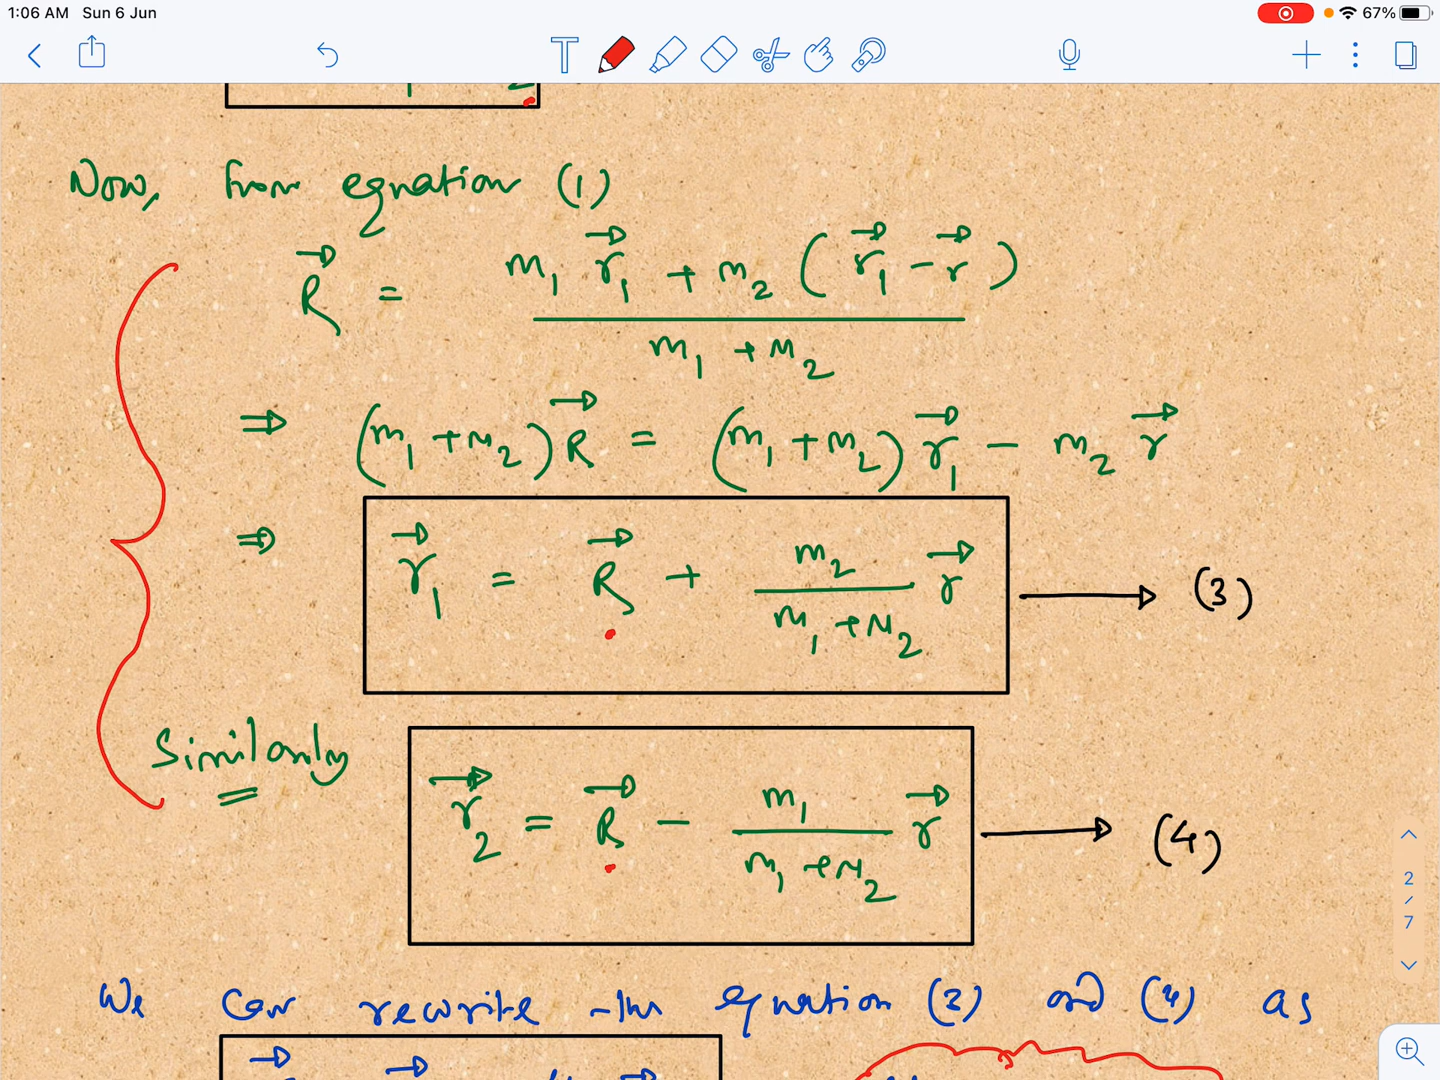 1:06 AM Sun 6 Jun 67%
Now, from equation (1)
R⃗ = (m₁ r⃗₁ + m₂ (r⃗₁ − r⃗)) / (m₁ + m₂)
⇒ (m₁ + m₂) R⃗ = (m₁ + m₂) r⃗₁ − m₂ r⃗
⇒ r⃗₁ = R⃗ + m₂ / (m₁ + m₂) r⃗ → (3)
Similarly r⃗₂ = R⃗ − m₁ / (m₁ + m₂) r⃗ → (4)
2/7
We can rewrite the equation (3) and (4) as